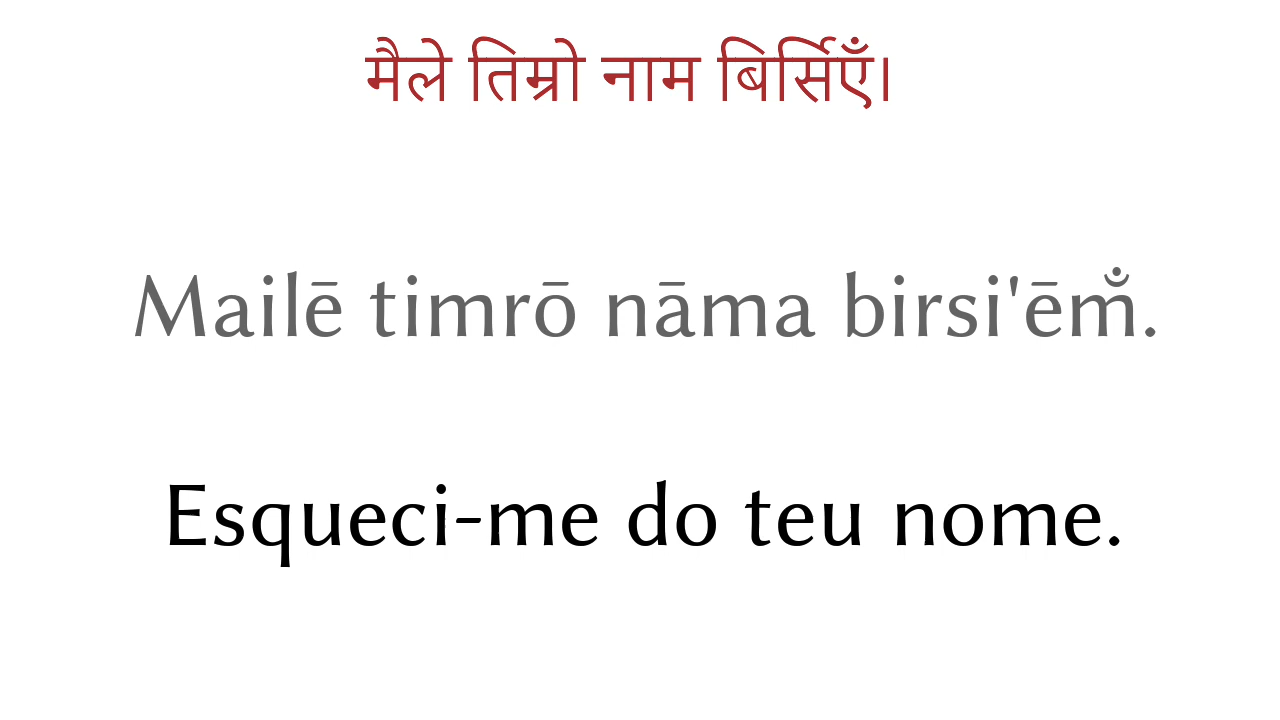 मैले तिम्रो नाम बिर्सिएँ।
Mailē timrō nāma birsi'ēm̐.
Esqueci-me do teu nome.